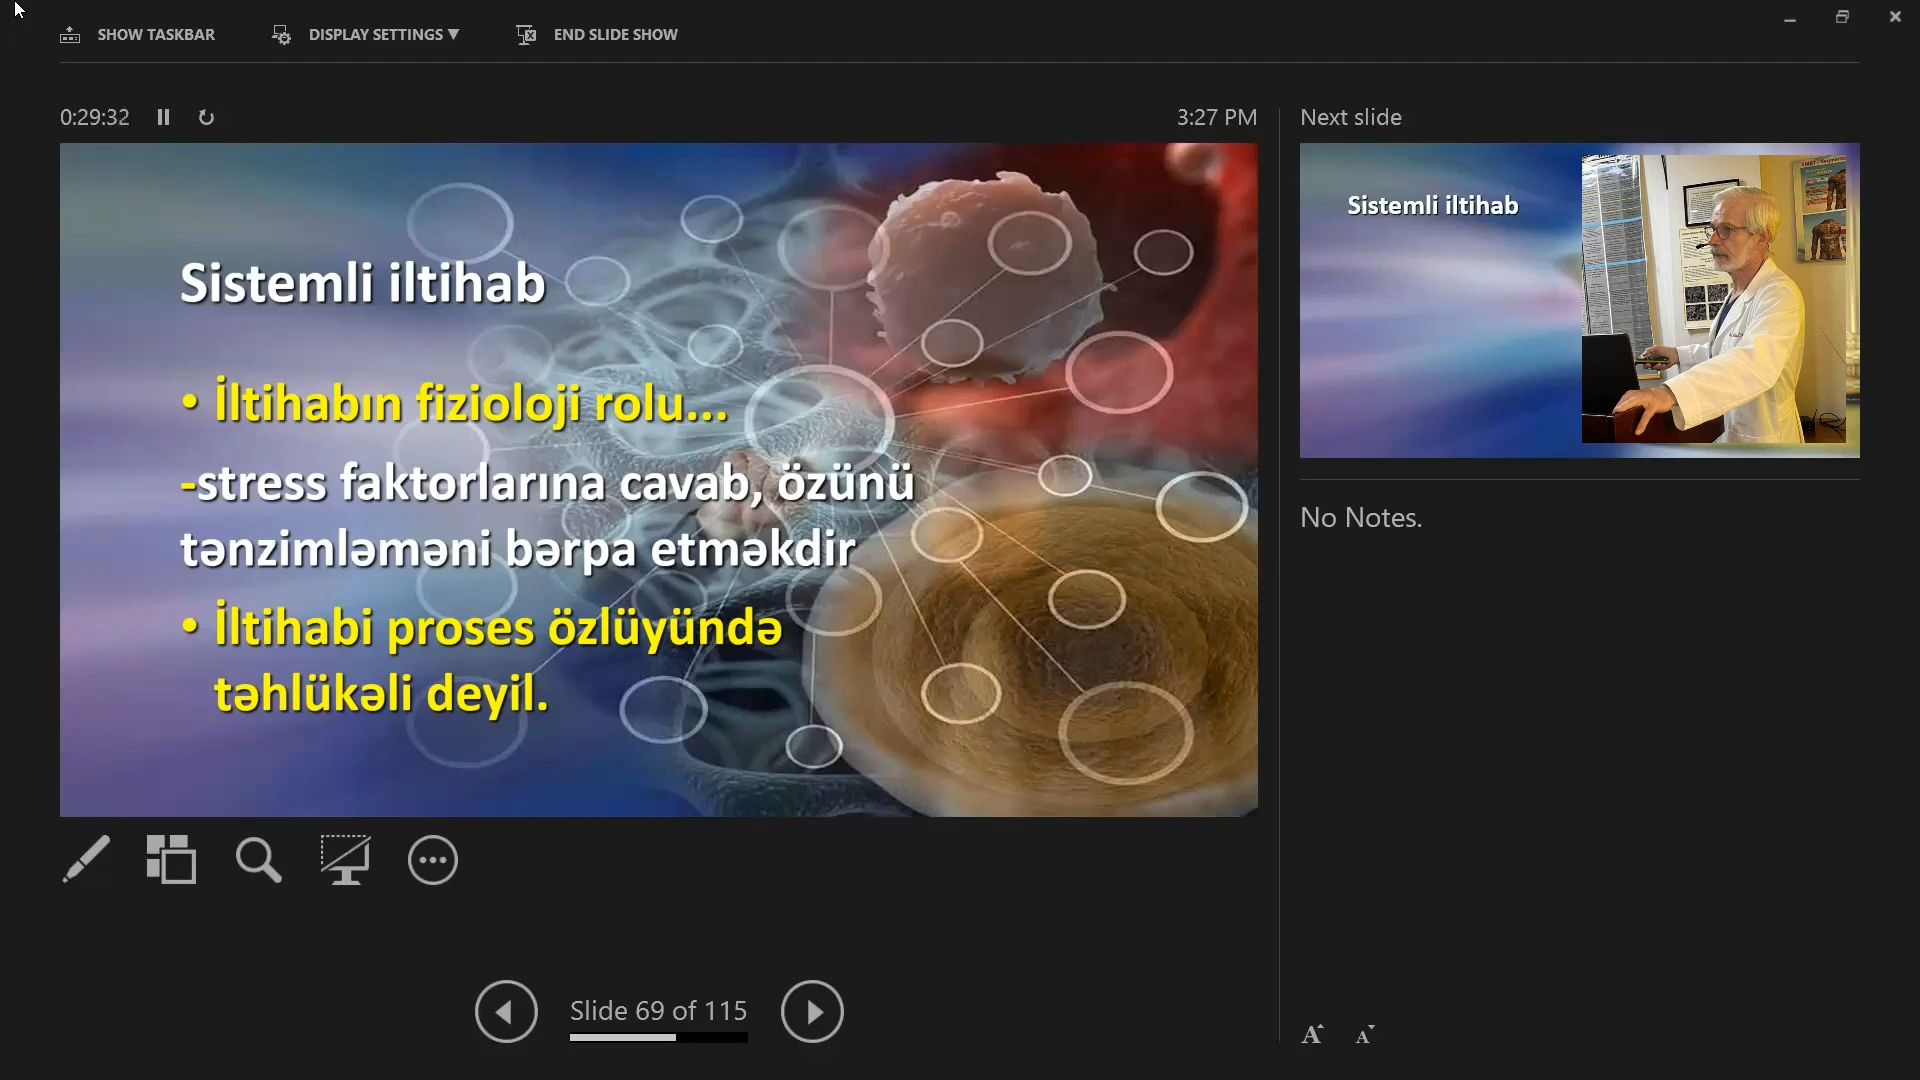 SHOW TASKBAR
DISPLAY SETTINGS ▼
END SLIDE SHOW
0:29:32
3:27 PM
Next slide
Sistemli iltihab
• İltihabın fizioloji rolu...
-stress faktorlarına cavab, özünü
tənzimləməni bərpa etməkdir
• İltihabi proses özlüyündə
təhlükəli deyil.
Sistemli iltihab
No Notes.
Slide 69 of 115